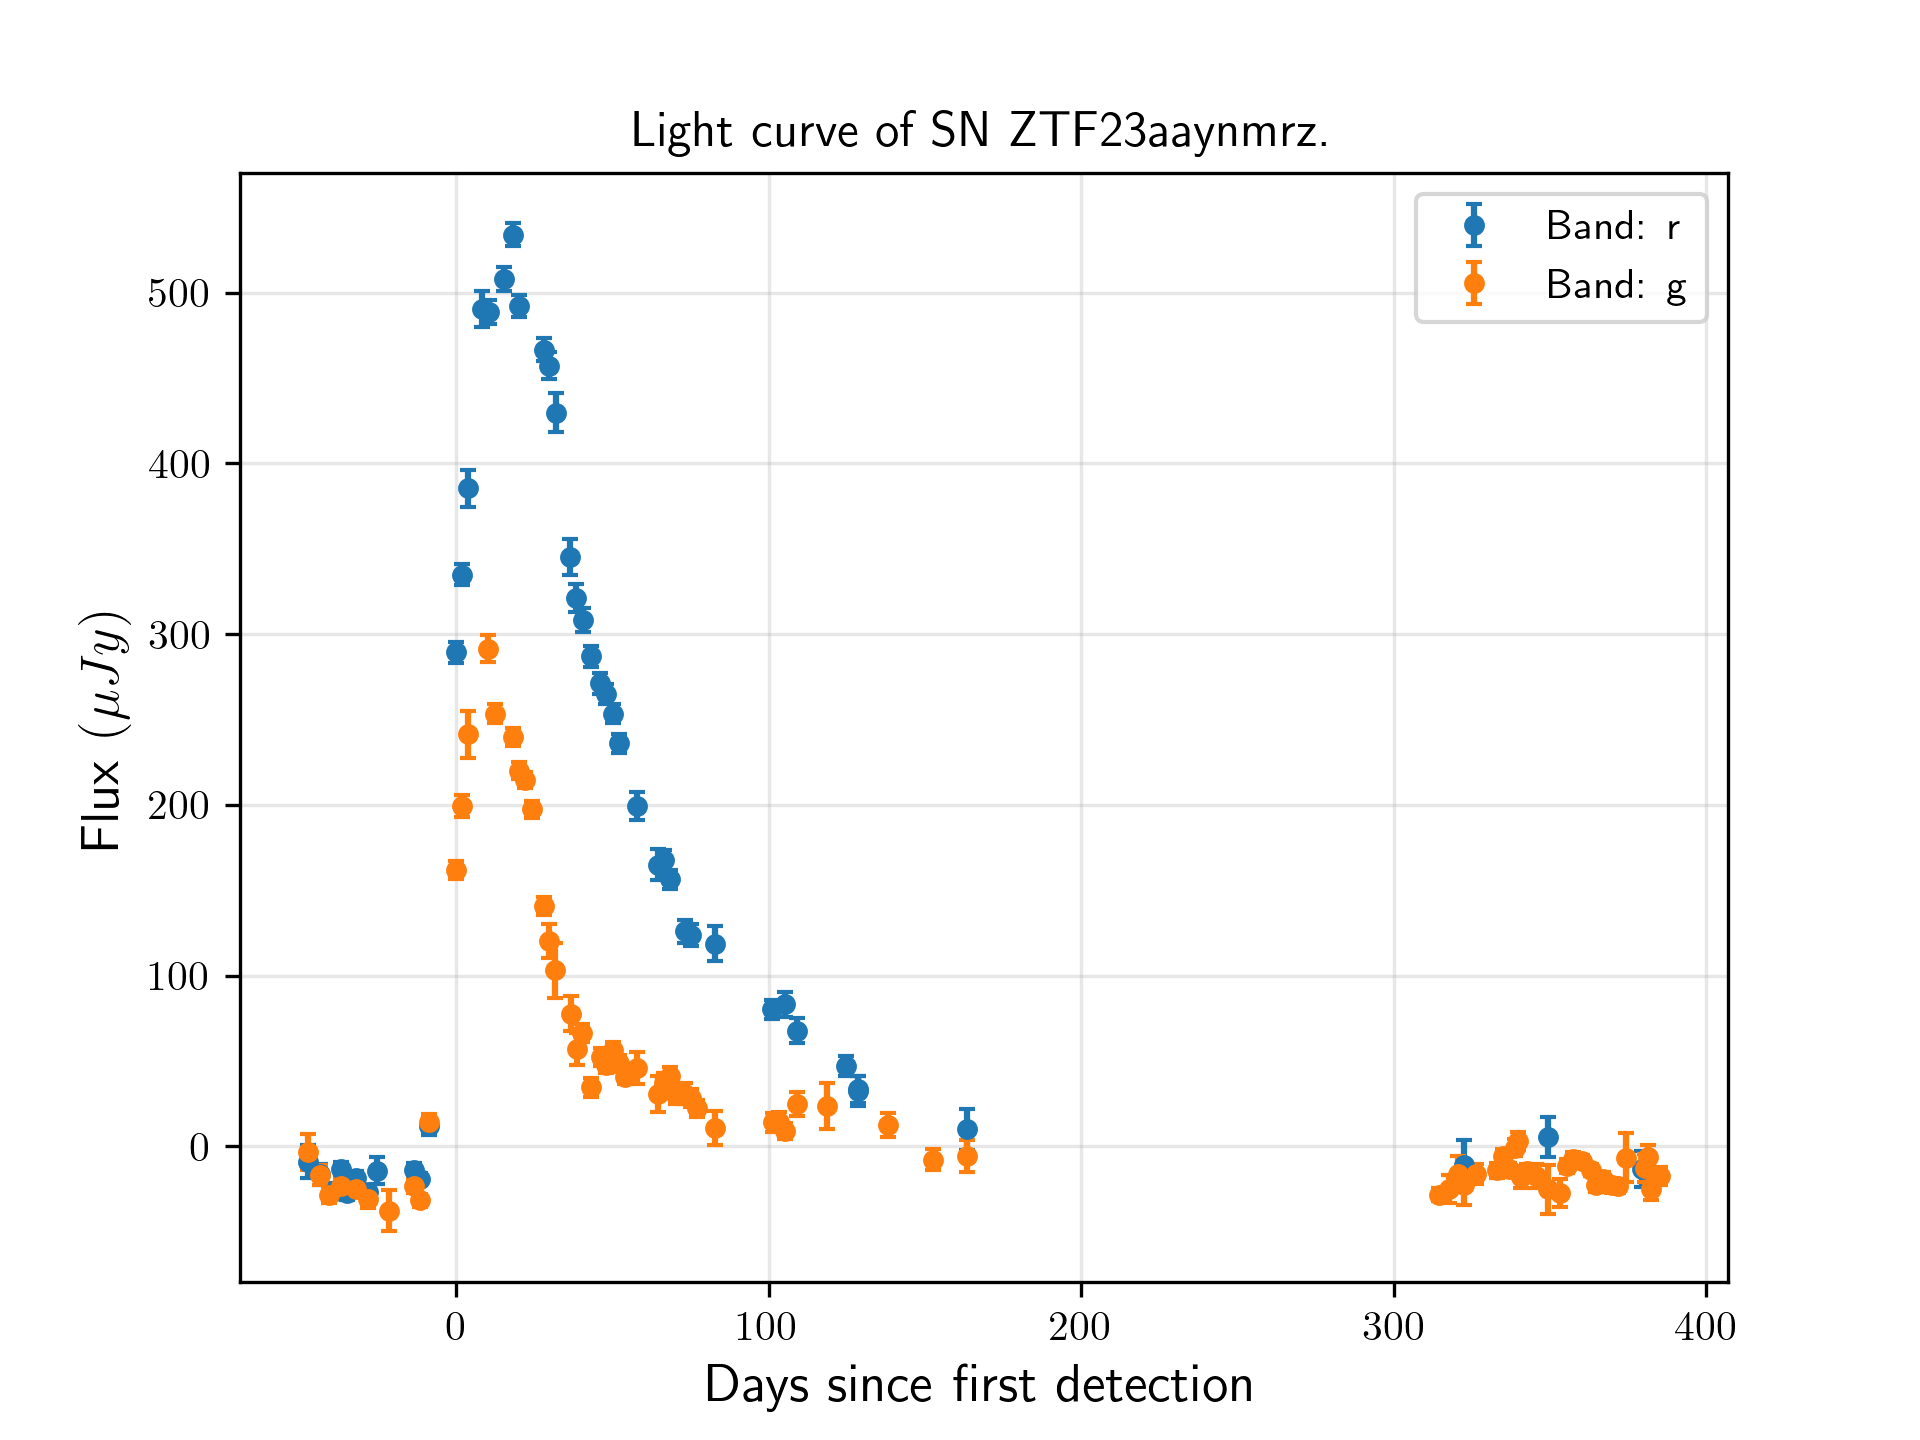 Light curve of SN ZTF23aaynmrz.
Band: r
Band: g
500
400
300
200
100
0
Flux (μJy)
0 100 200 300 400
Days since first detection